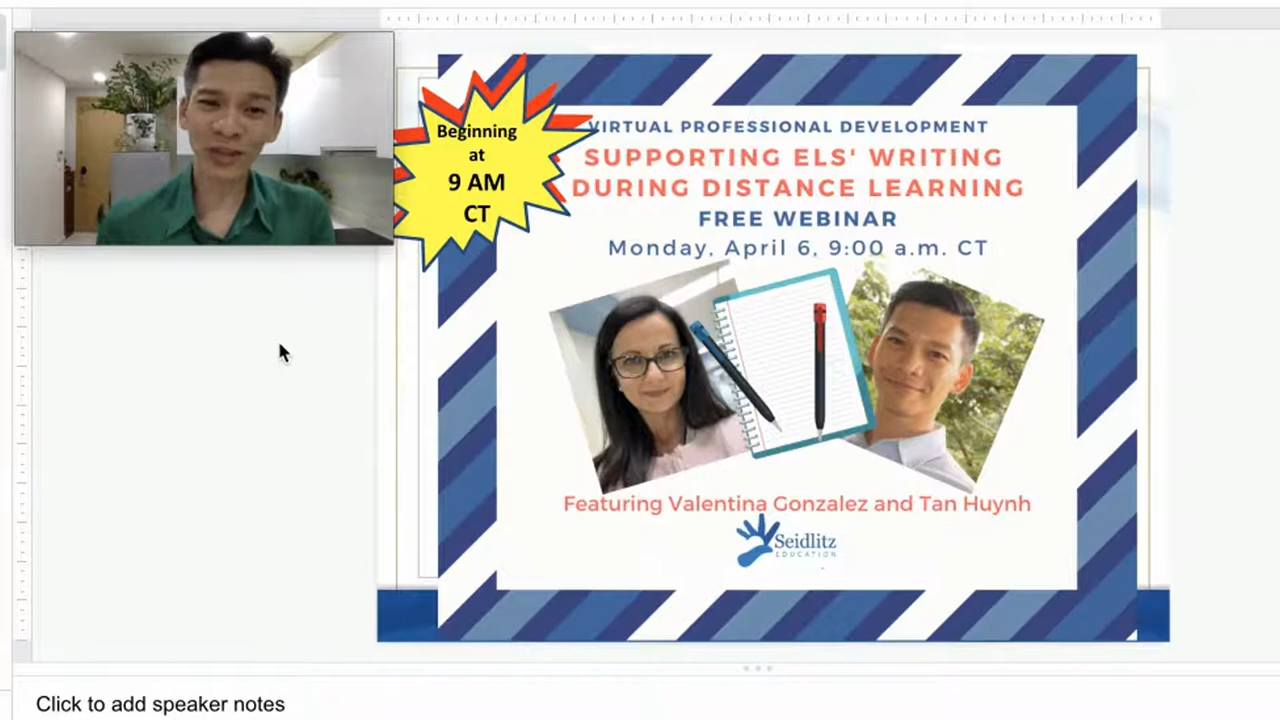 Beginning
at
9 AM
CT
VIRTUAL PROFESSIONAL DEVELOPMENT
SUPPORTING ELS' WRITING
DURING DISTANCE LEARNING
FREE WEBINAR
Monday, April 6, 9:00 a.m. CT
Featuring Valentina Gonzalez and Tan Huynh
Seidlitz
EDUCATION
Click to add speaker notes